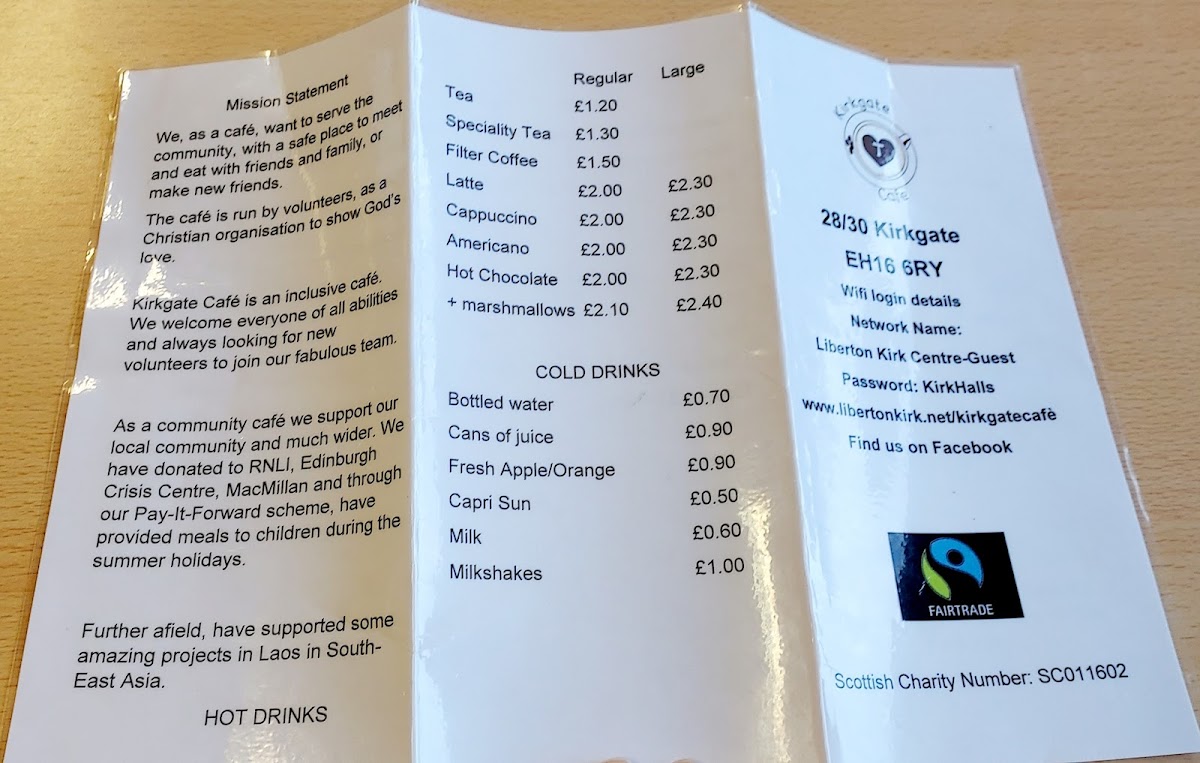 Mission Statement
We, as a café, want to serve the
community, with a safe place to meet
and eat with friends and family, or
make new friends.
The café is run by volunteers, as a
Christian organisation to show God's
love.
Kirkgate Café is an inclusive café.
We welcome everyone of all abilities
and always looking for new
volunteers to join our fabulous team.
As a community café we support our
local community and much wider. We
have donated to RNLI, Edinburgh
Crisis Centre, MacMillan and through
our Pay-It-Forward scheme, have
provided meals to children during the
summer holidays.
Further afield, have supported some
amazing projects in Laos in South-
East Asia.
HOT DRINKS
Regular Large
Tea £1.20
Speciality Tea £1.30
Filter Coffee £1.50
Latte £2.00 £2.30
Cappuccino £2.00 £2.30
Americano £2.00 £2.30
Hot Chocolate £2.00 £2.30
+ marshmallows £2.10 £2.40
COLD DRINKS
Bottled water £0.70
Cans of juice £0.90
Fresh Apple/Orange £0.90
Capri Sun £0.50
Milk £0.60
Milkshakes £1.00
Kirkgate
Café
28/30 Kirkgate
EH16 6RY
Wifi login details
Network Name:
Liberton Kirk Centre-Guest
Password: KirkHalls
www.libertonkirk.net/kirkgatecafè
Find us on Facebook
FAIRTRADE
Scottish Charity Number: SC011602